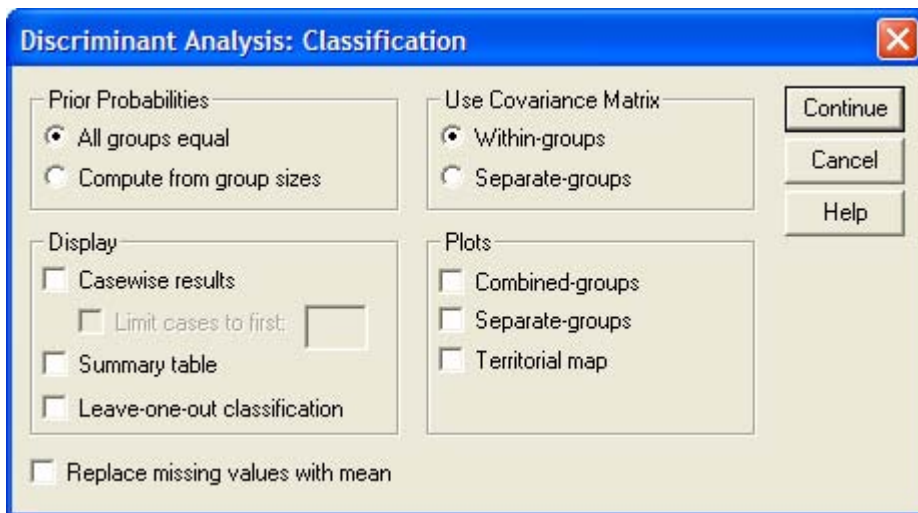 Discriminant Analysis: Classification
Prior Probabilities
All groups equal
Compute from group sizes
Use Covariance Matrix
Within-groups
Separate-groups
Continue
Cancel
Help
Display
Casewise results
Limit cases to first:
Summary table
Leave-one-out classification
Plots
Combined-groups
Separate-groups
Territorial map
Replace missing values with mean